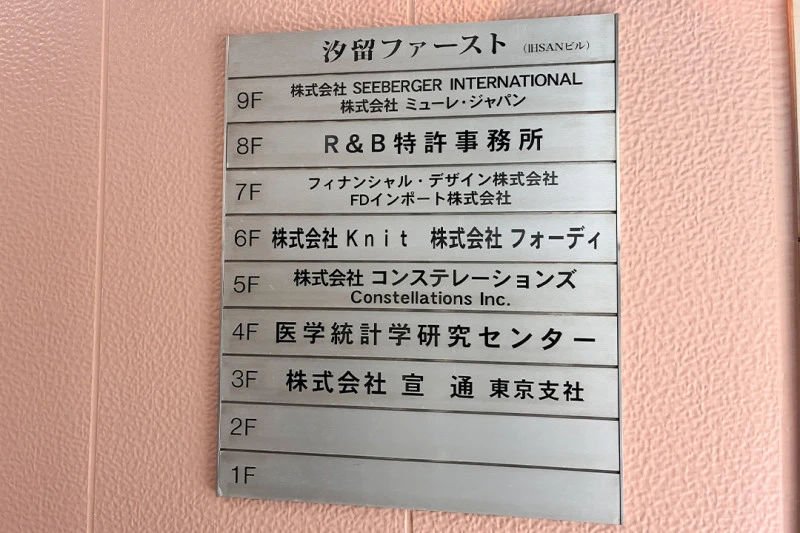 汐留ファースト （旧SANビル）
9F 株式会社 SEEBERGER INTERNATIONAL
株式会社 ミューレ・ジャパン
8F R&B特許事務所
7F フィナンシャル・デザイン株式会社
FDインポート株式会社
6F 株式会社 Knit 株式会社 フォーディ
5F 株式会社 コンステレーションズ
Constellations Inc.
4F 医学統計学研究センター
3F 株式会社 宣 通 東京支社
2F
1F